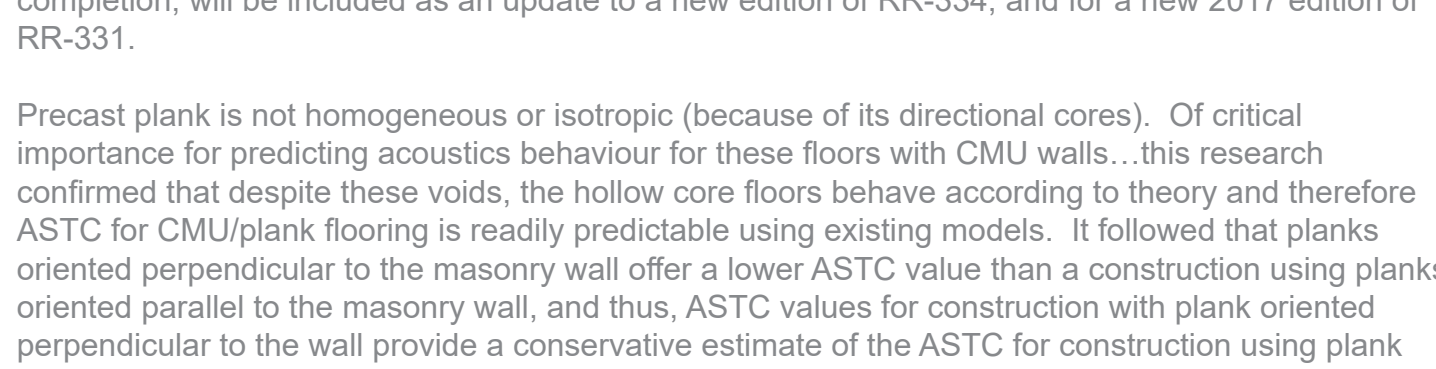 completion, will be included as an update to a new edition of RR-334, and for a new 2017 edition of
RR-331.
Precast plank is not homogeneous or isotropic (because of its directional cores).  Of critical
importance for predicting acoustics behaviour for these floors with CMU walls…this research
confirmed that despite these voids, the hollow core floors behave according to theory and therefore
ASTC for CMU/plank flooring is readily predictable using existing models.  It followed that planks
oriented perpendicular to the masonry wall offer a lower ASTC value than a construction using planks
oriented parallel to the masonry wall, and thus, ASTC values for construction with plank oriented
perpendicular to the wall provide a conservative estimate of the ASTC for construction using plank